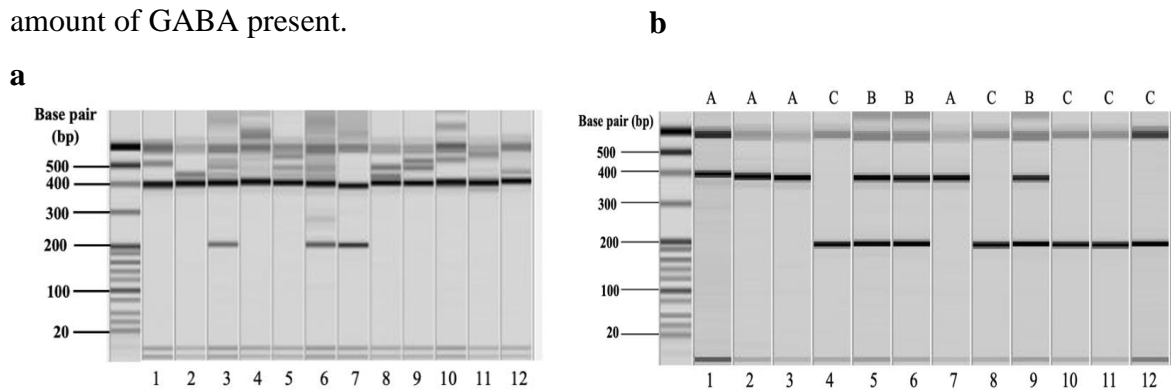 amount of GABA present.
a
Base pair
(bp)
500
400
300
200
100
20
1 2 3 4 5 6 7 8 9 10 11 12
b
A A A C B B A C B C C C
Base pair (bp)
500
400
300
200
100
20
1 2 3 4 5 6 7 8 9 10 11 12